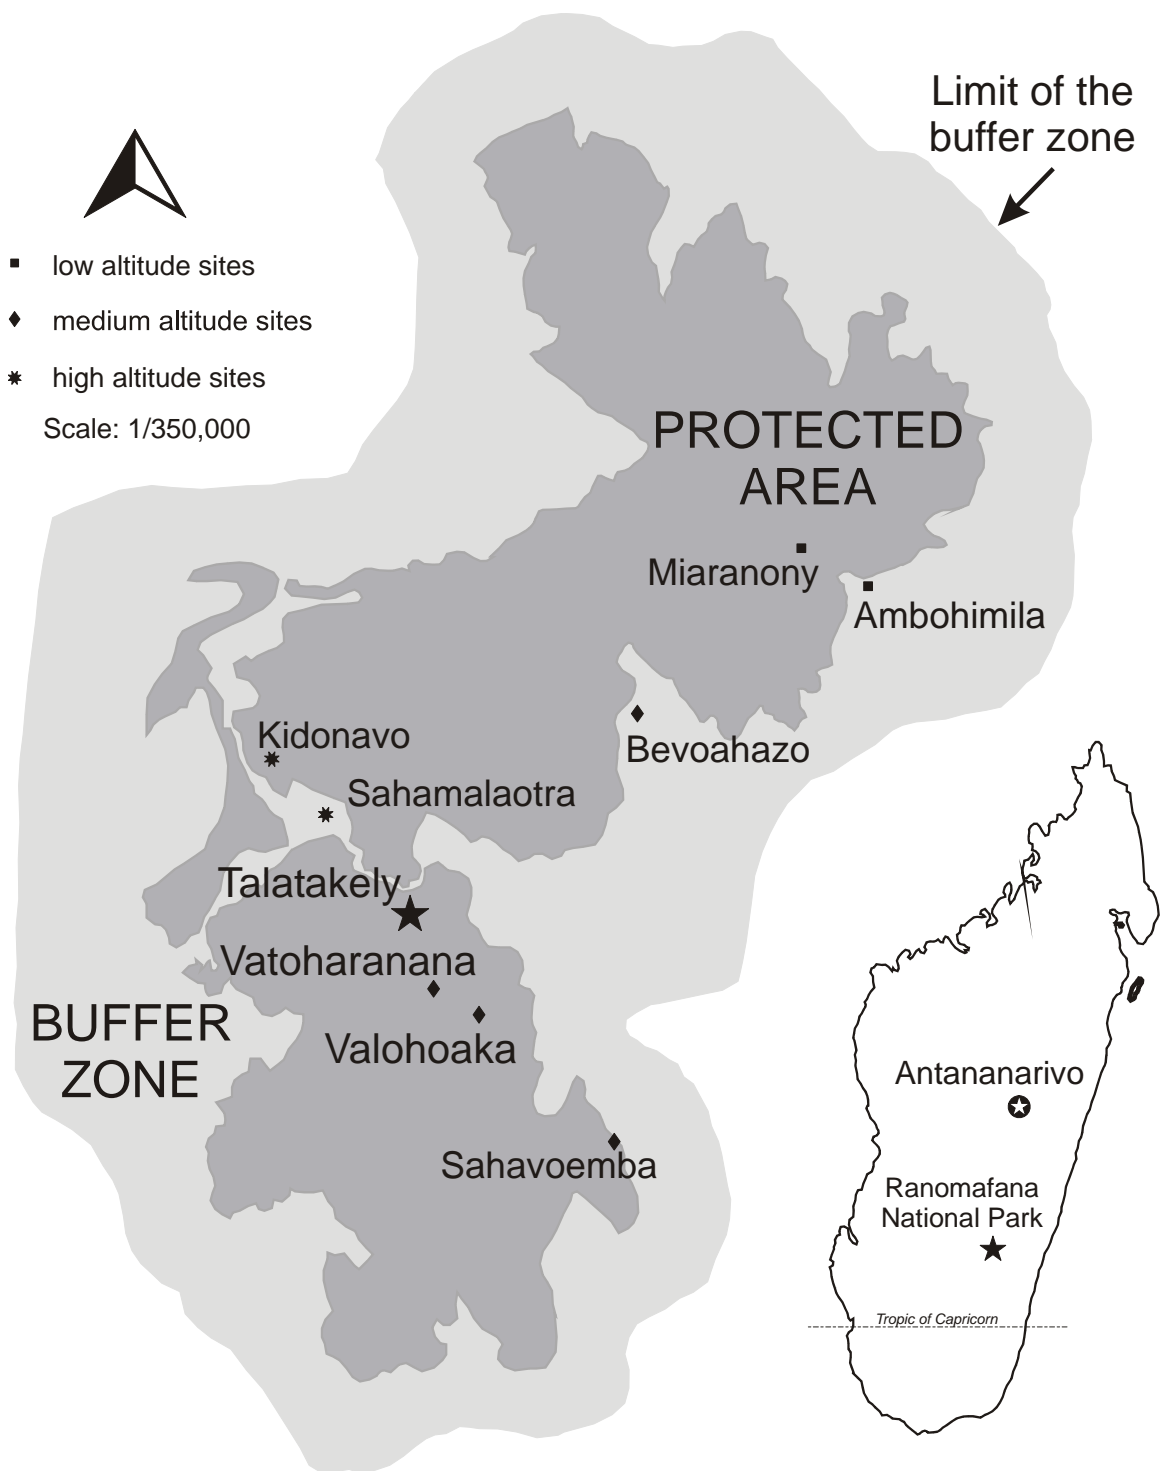 Limit of the
buffer zone
low altitude sites
medium altitude sites
high altitude sites
Scale: 1/350,000
PROTECTED
AREA
Miaranony
Ambohimila
Kidonavo
Bevoahazo
Sahamalaotra
Talatakely
Vatoharanana
BUFFER
ZONE
Valohoaka
Sahavoemba
Antananarivo
Ranomafana
National Park
Tropic of Capricorn